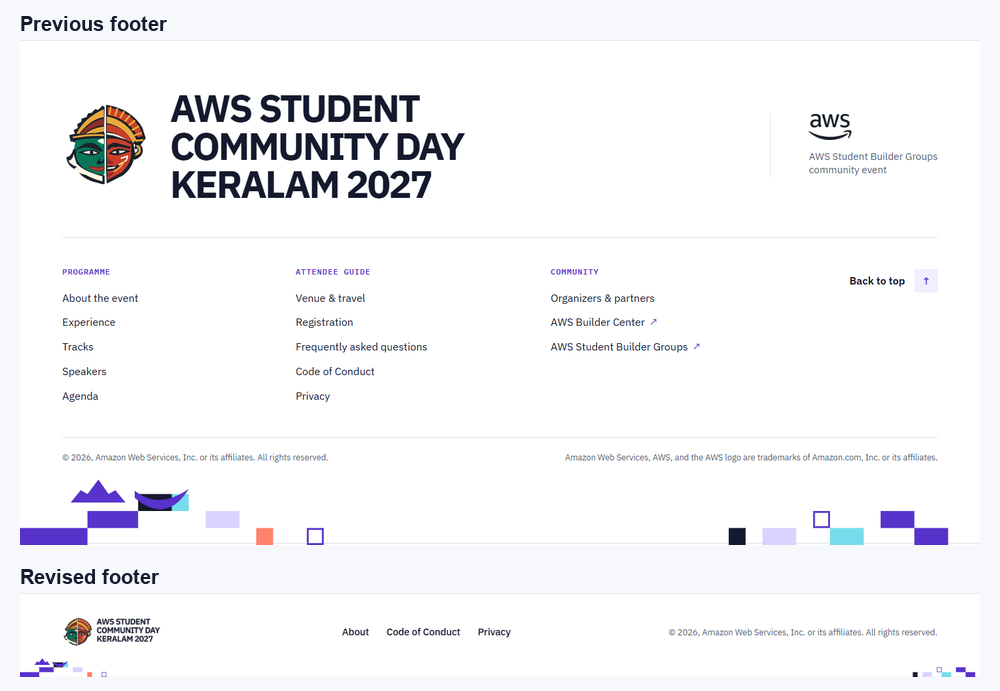 Previous footer
AWS STUDENT
COMMUNITY DAY
KERALAM 2027
aws
AWS Student Builder Groups
community event
PROGRAMME
About the event
Experience
Tracks
Speakers
Agenda
ATTENDEE GUIDE
Venue & travel
Registration
Frequently asked questions
Code of Conduct
Privacy
COMMUNITY
Organizers & partners
AWS Builder Center ↗
AWS Student Builder Groups ↗
Back to top ↑
© 2026, Amazon Web Services, Inc. or its affiliates. All rights reserved.
Amazon Web Services, AWS, and the AWS logo are trademarks of Amazon.com, Inc. or its affiliates.
Revised footer
AWS STUDENT
COMMUNITY DAY
KERALAM 2027
About
Code of Conduct
Privacy
© 2026, Amazon Web Services, Inc. or its affiliates. All rights reserved.